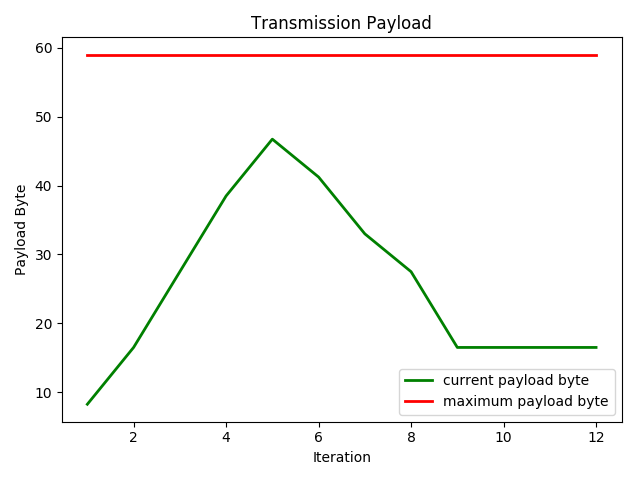 Transmission Payload
60
50
40
30
20
10
Payload Byte
current payload byte
maximum payload byte
2 4 6 8 10 12
Iteration